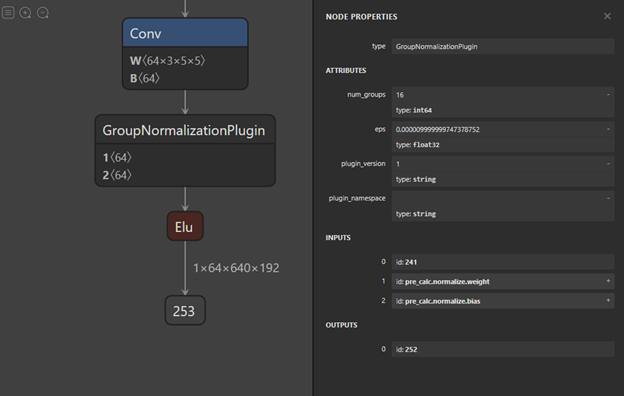 Conv
W⟨64×3×5×5⟩
B⟨64⟩
GroupNormalizationPlugin
1⟨64⟩
2⟨64⟩
Elu
1×64×640×192
253
NODE PROPERTIES
type GroupNormalizationPlugin
ATTRIBUTES
num_groups 16 -
type: int64
eps 0.000009999999747378752 -
type: float32
plugin_version 1 -
type: string
plugin_namespace -
type: string
INPUTS
0 id: 241
1 id: pre_calc.normalize.weight +
2 id: pre_calc.normalize.bias +
OUTPUTS
0 id: 252